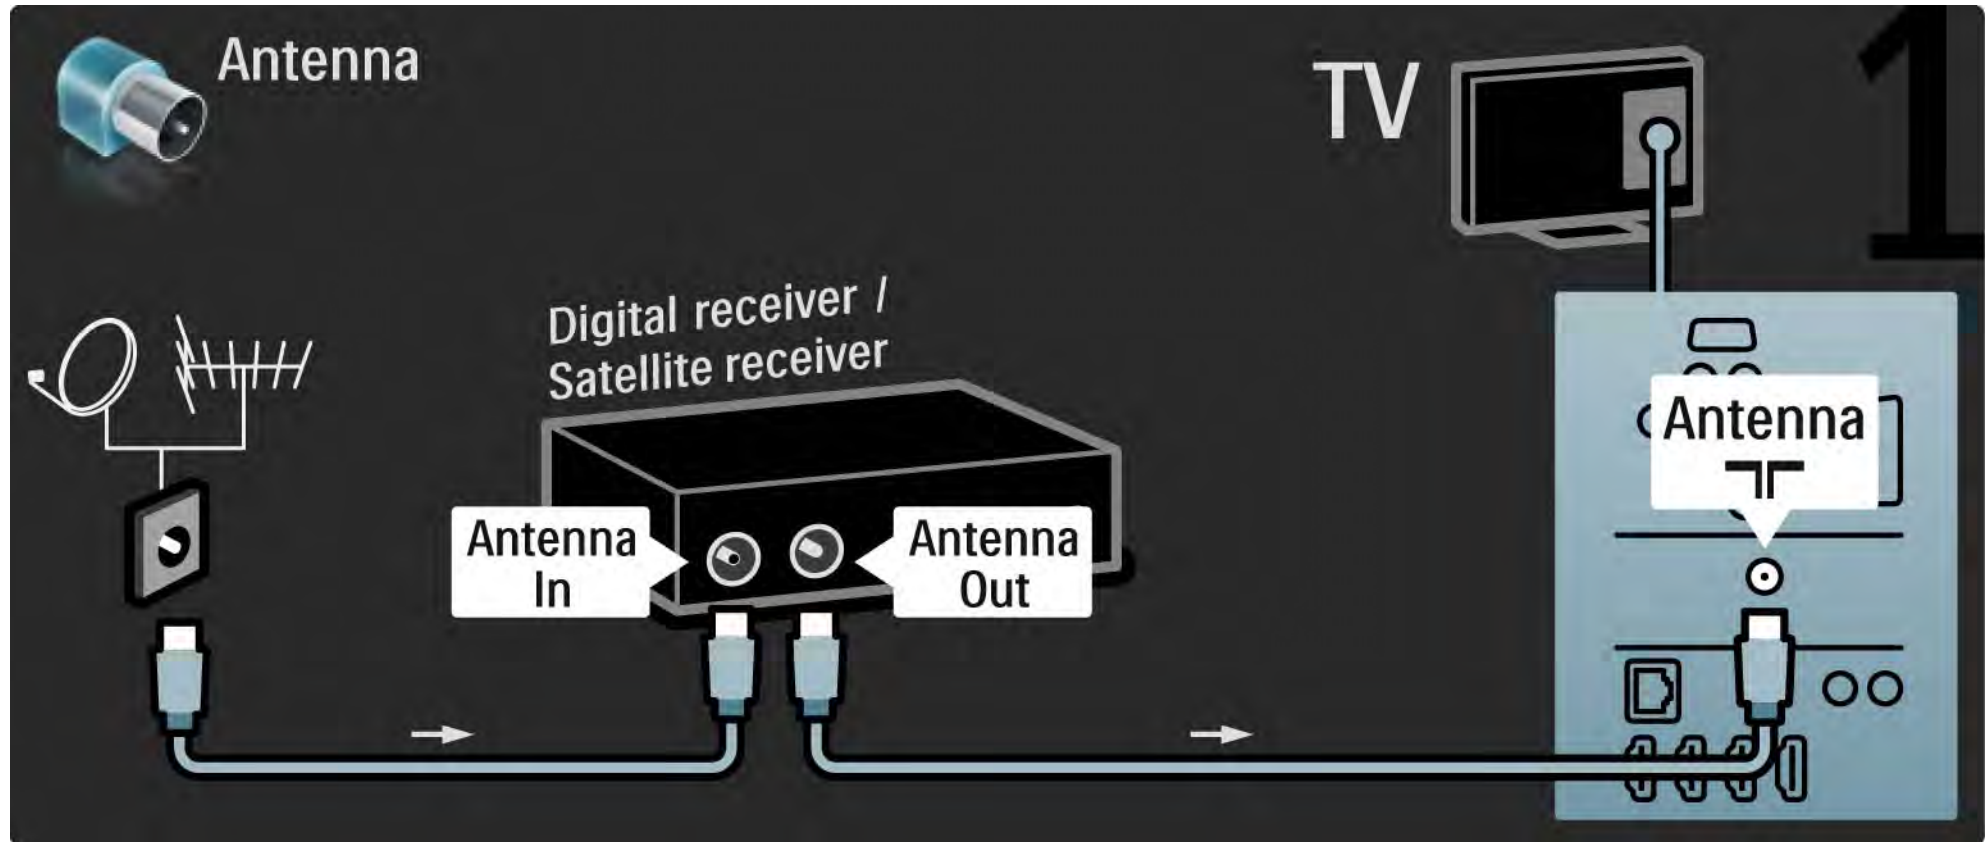 Antenna
TV
1
Digital receiver /
Satellite receiver
Antenna
In
Antenna
Out
Antenna